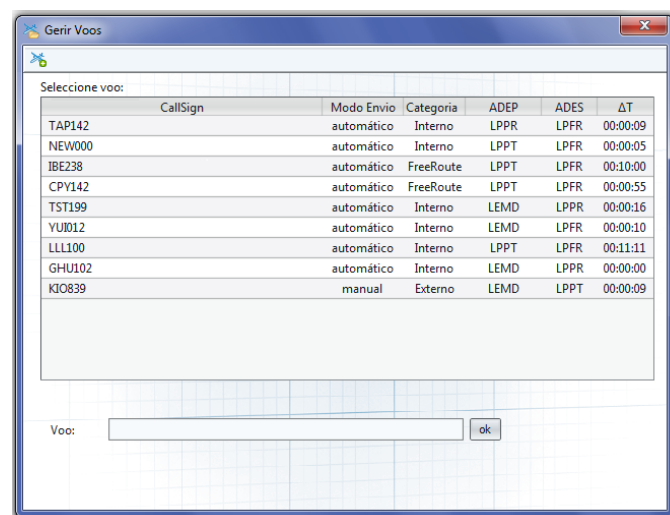 Gerir Voos
Seleccione voo:
CallSign Modo Envio Categoria ADEP ADES ΔT
TAP142 automático Interno LPPR LPFR 00:00:09
NEW000 automático Interno LPPT LPFR 00:00:05
IBE238 automático FreeRoute LPPT LPFR 00:10:00
CPY142 automático FreeRoute LPPT LPFR 00:00:55
TST199 automático Interno LEMD LPPR 00:00:16
YUI012 automático Interno LEMD LPFR 00:00:10
LLL100 automático Interno LPPT LPFR 00:11:11
GHU102 automático Interno LEMD LPPR 00:00:00
KIO839 manual Externo LEMD LPPT 00:00:09
Voo: ok